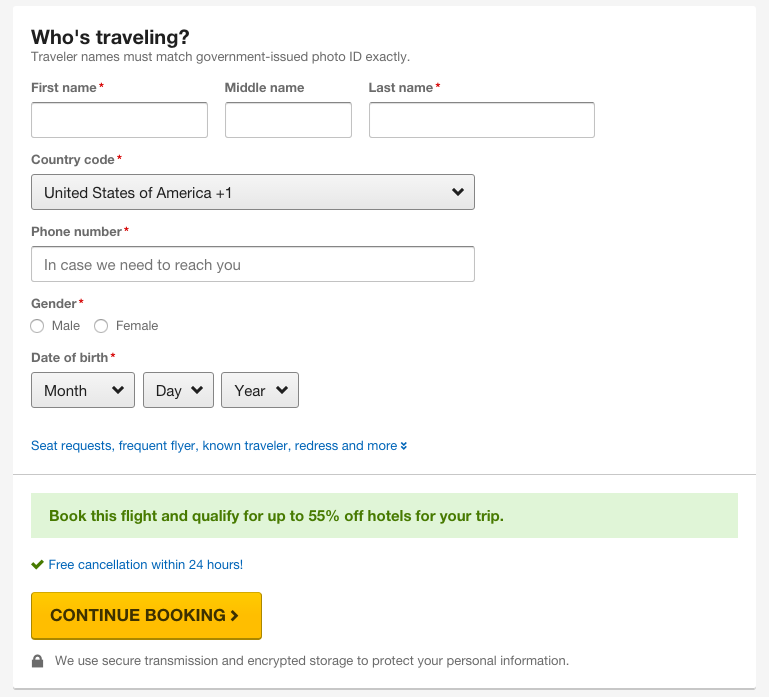 Who's traveling?
Traveler names must match government-issued photo ID exactly.
First name* Middle name Last name*
Country code*
United States of America +1
Phone number*
In case we need to reach you
Gender*
Male Female
Date of birth*
Month Day Year
Seat requests, frequent flyer, known traveler, redress and more
Book this flight and qualify for up to 55% off hotels for your trip.
Free cancellation within 24 hours!
CONTINUE BOOKING
We use secure transmission and encrypted storage to protect your personal information.